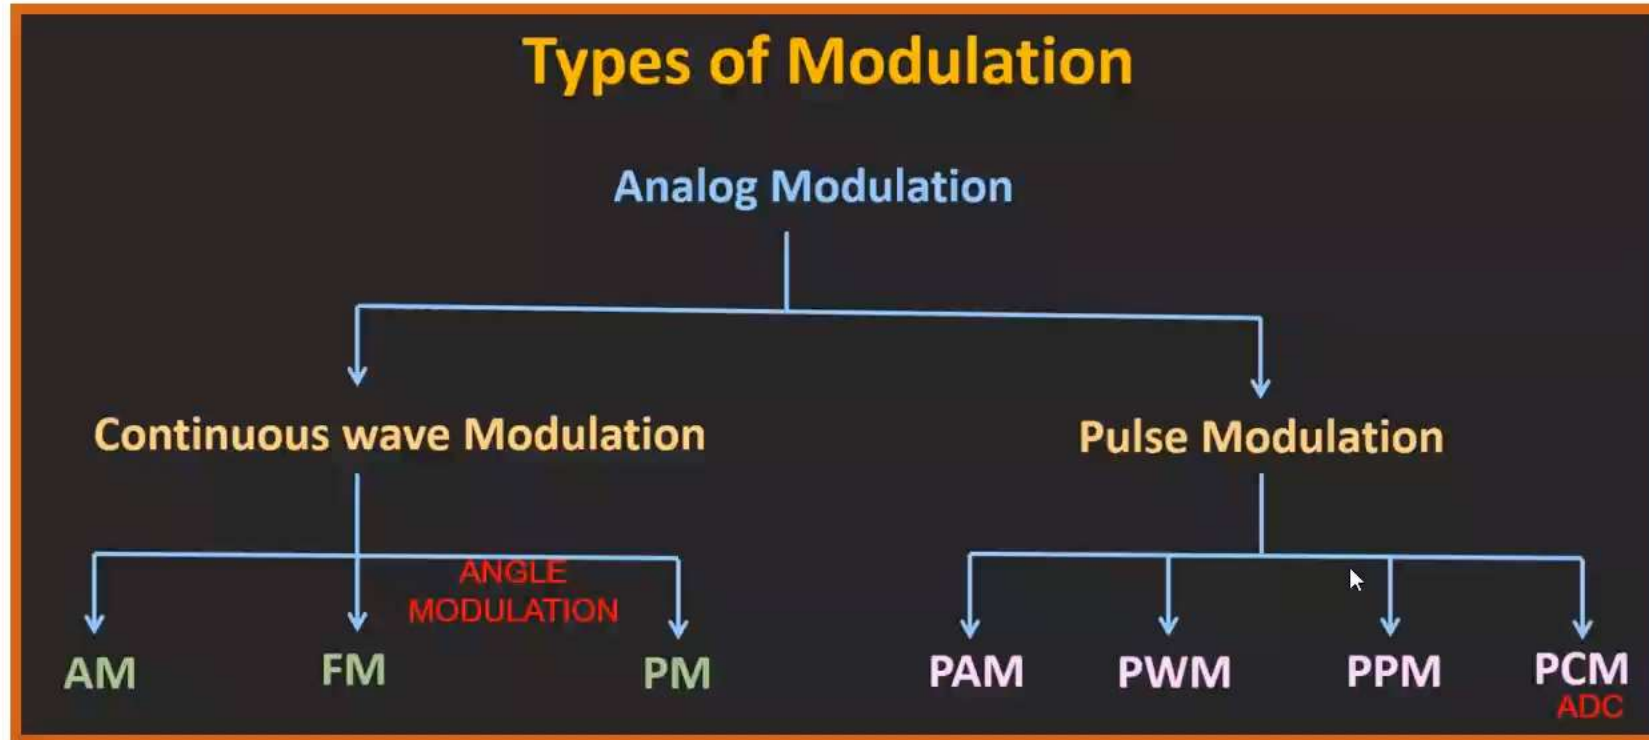 Types of Modulation
Analog Modulation
Continuous wave Modulation
Pulse Modulation
ANGLE
MODULATION
AM
FM
PM
PAM
PWM
PPM
PCM
ADC